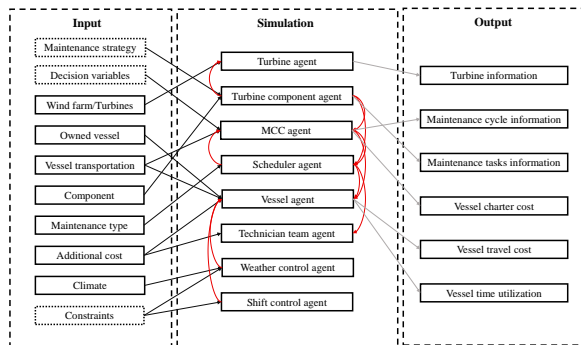 Input
Maintenance strategy
Decision variables
Wind farm/Turbines
Owned vessel
Vessel transportation
Component
Maintenance type
Additional cost
Climate
Constraints
Simulation
Turbine agent
Turbine component agent
MCC agent
Scheduler agent
Vessel agent
Technician team agent
Weather control agent
Shift control agent
Output
Turbine information
Maintenance cycle information
Maintenance tasks information
Vessel charter cost
Vessel travel cost
Vessel time utilization